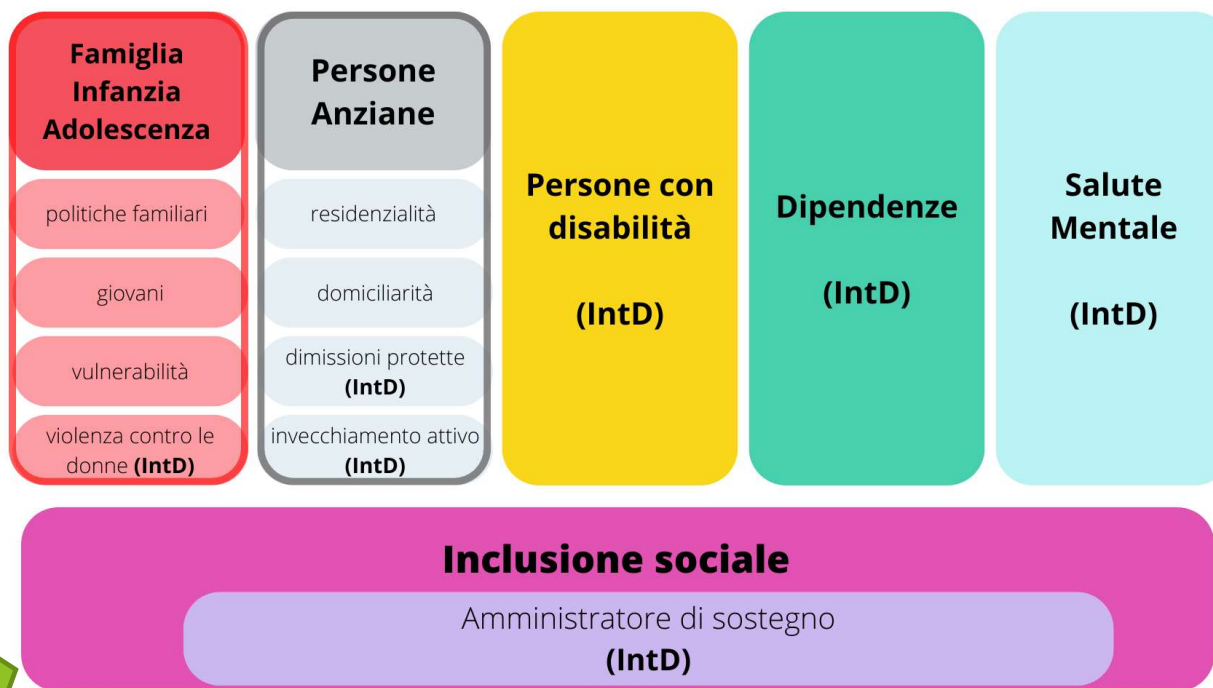 Famiglia
Infanzia
Adolescenza
politiche familiari
giovani
vulnerabilità
violenza contro le
donne (IntD)
Persone
Anziane
residenzialità
domiciliarità
dimissioni protette
(IntD)
invecchiamento attivo
(IntD)
Persone con
disabilità
(IntD)
Dipendenze
(IntD)
Salute
Mentale
(IntD)
Inclusione sociale
Amministratore di sostegno
(IntD)